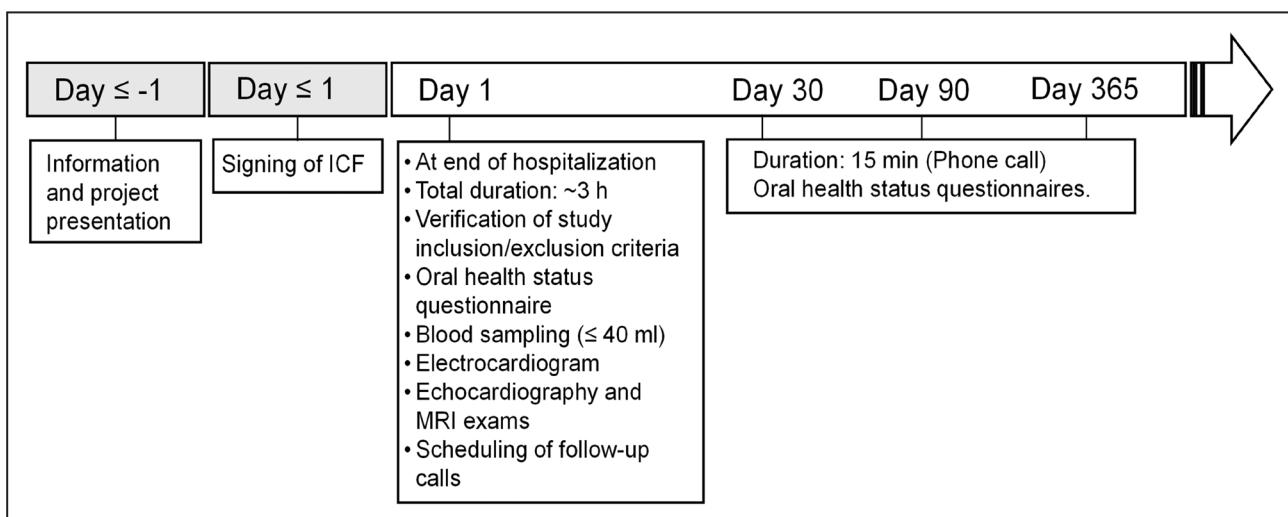 Day ≤ -1
Day ≤ 1
Day 1
Day 30
Day 90
Day 365
Information
and project
presentation
Signing of ICF
• At end of hospitalization
• Total duration: ~3 h
• Verification of study
inclusion/exclusion criteria
• Oral health status
questionnaire
• Blood sampling (≤ 40 ml)
• Electrocardiogram
• Echocardiography and
MRI exams
• Scheduling of follow-up
calls
Duration: 15 min (Phone call)
Oral health status questionnaires.